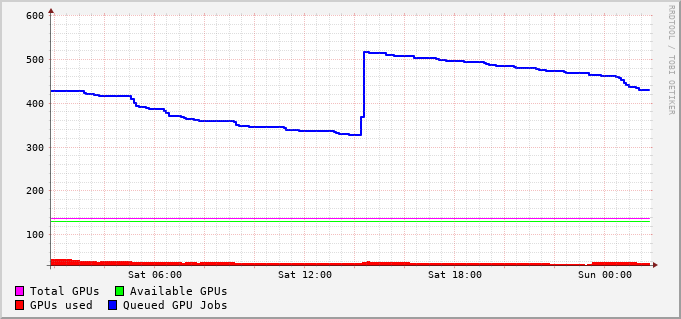 600
500
400
300
200
100
Sat 06:00 Sat 12:00 Sat 18:00 Sun 00:00
Total GPUs Available GPUs
GPUs used Queued GPU Jobs
RRDTOOL / TOBI OETIKER